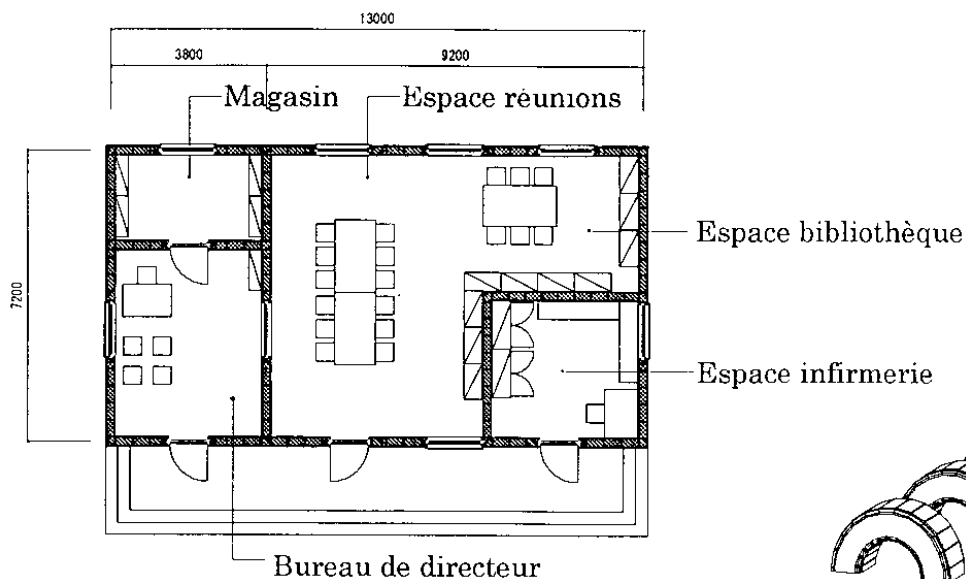 13000
3800
9200
Magasin
Espace réunions
Espace bibliothèque
7200
Espace infirmerie
Bureau de directeur